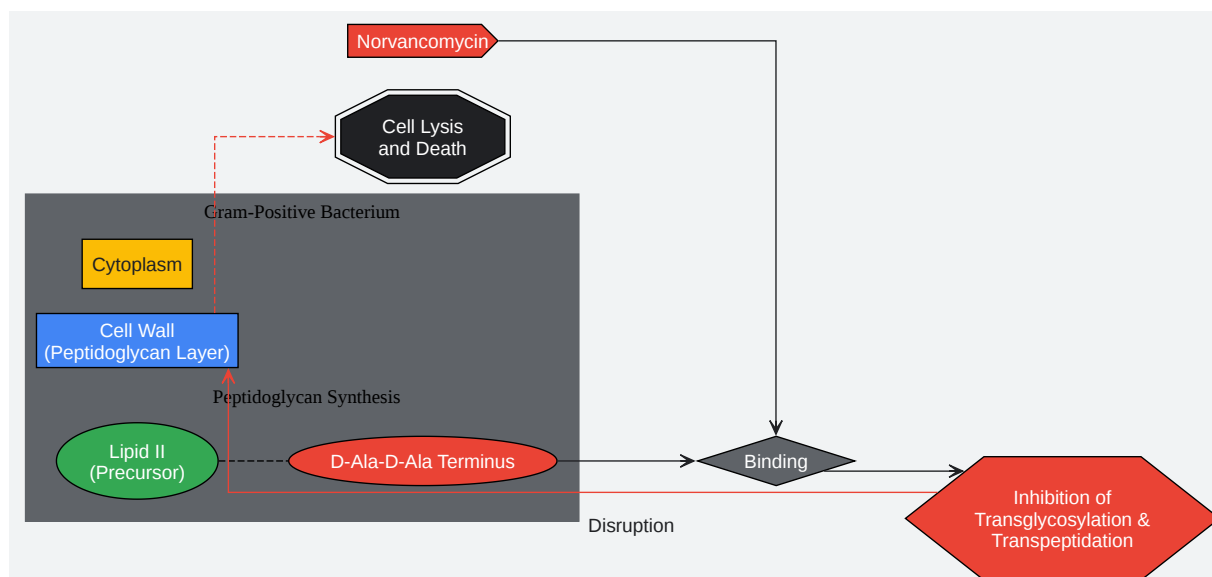 Norvancomycin
Cell Lysis
and Death
Gram-Positive Bacterium
Cytoplasm
Cell Wall
(Peptidoglycan Layer)
Peptidoglycan Synthesis
Lipid II
(Precursor)
D-Ala-D-Ala Terminus
Binding
Inhibition of
Transglycosylation &
Transpeptidation
Disruption